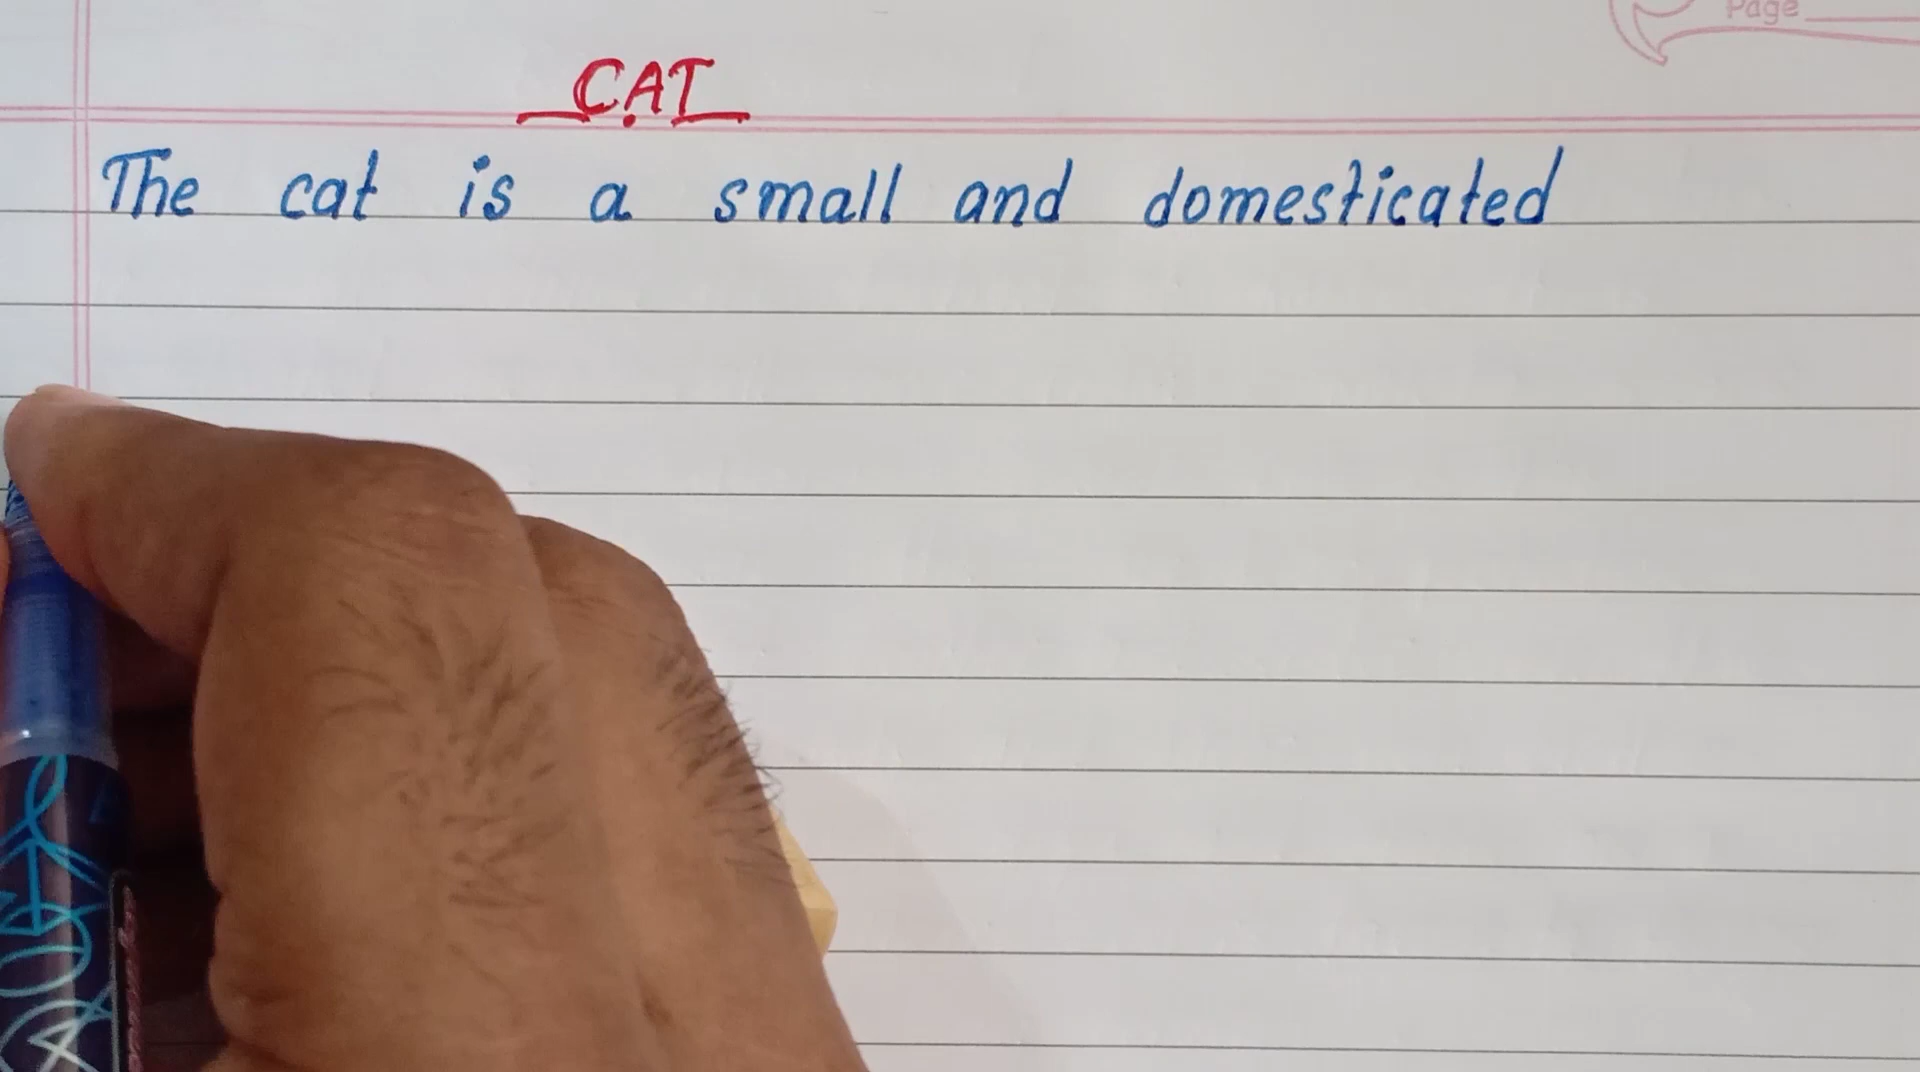 Page
CAT
The cat is a small and domesticated